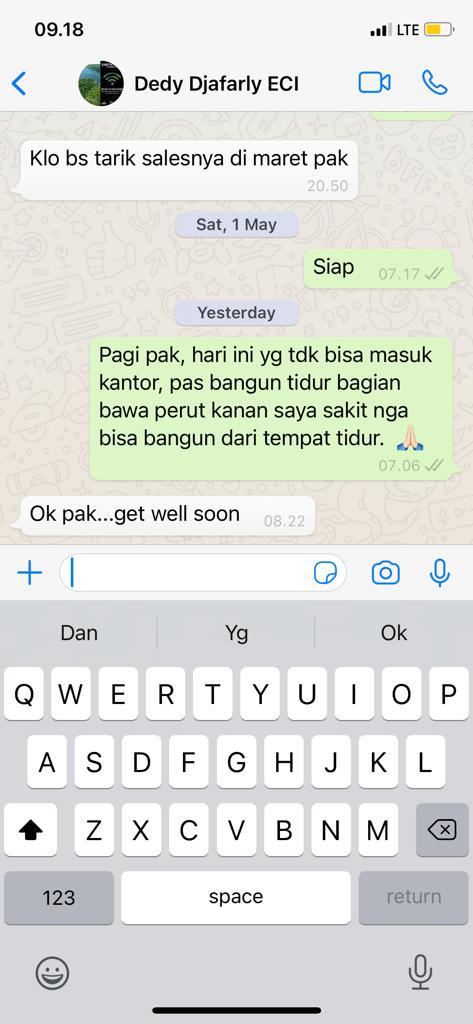 09.18
LTE
Dedy Djafarly ECI
Klo bs tarik salesnya di maret pak
20.50
Sat, 1 May
Siap
07.17
Yesterday
Pagi pak, hari ini yg tdk bisa masuk
kantor, pas bangun tidur bagian
bawa perut kanan saya sakit nga
bisa bangun dari tempat tidur. 🙏🏻
07.06
Ok pak...get well soon
08.22
Dan Yg Ok
Q W E R T Y U I O P
A S D F G H J K L
Z X C V B N M
123 space return